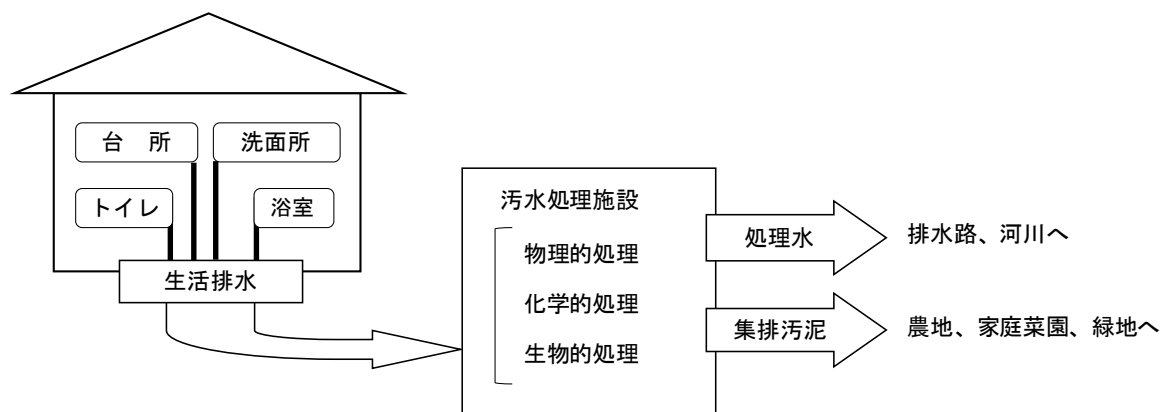 台　所
洗面所
トイレ
浴室
生活排水
汚水処理施設
物理的処理
化学的処理
生物的処理
処理水
排水路、河川へ
集排汚泥
農地、家庭菜園、緑地へ